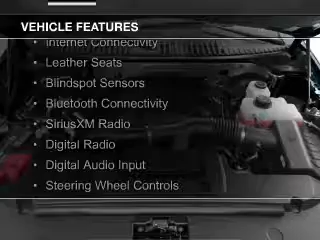 VEHICLE FEATURES
• Internet Connectivity
• Leather Seats
• Blindspot Sensors
• Bluetooth Connectivity
• SiriusXM Radio
• Digital Radio
• Digital Audio Input
• Steering Wheel Controls